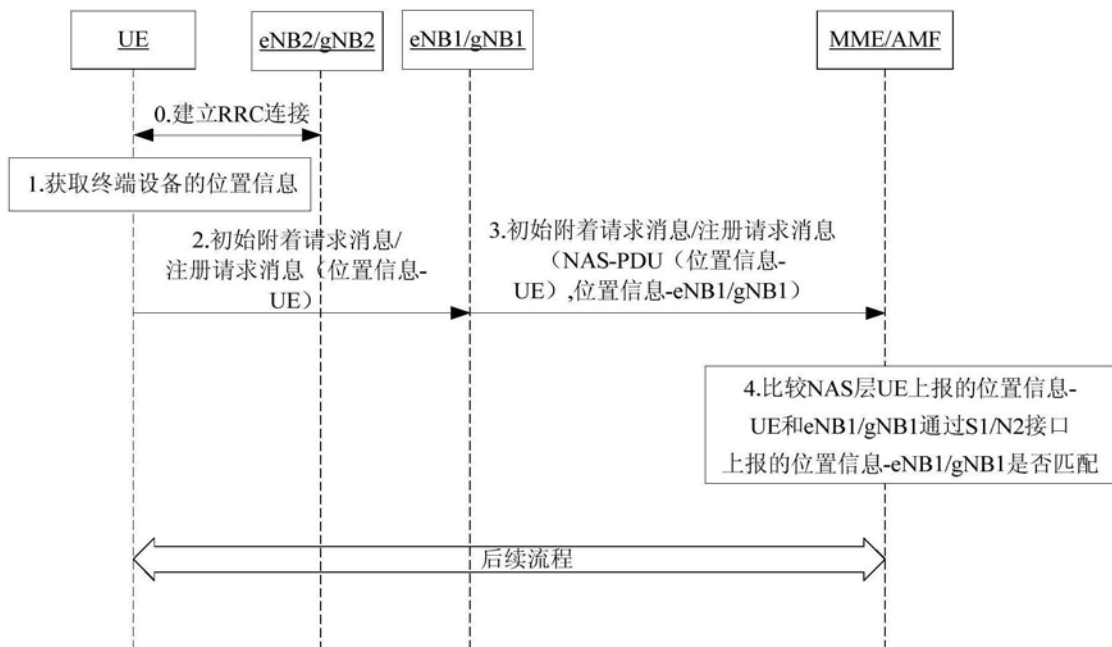 UE
eNB2/gNB2
eNB1/gNB1
MME/AMF
0.建立RRC连接
1.获取终端设备的位置信息
2.初始附着请求消息/
注册请求消息（位置信息-
UE）
3.初始附着请求消息/注册请求消息
（NAS-PDU（位置信息-
UE）,位置信息-eNB1/gNB1）
4.比较NAS层UE上报的位置信息-
UE和eNB1/gNB1通过S1/N2接口
上报的位置信息-eNB1/gNB1是否匹配
后续流程